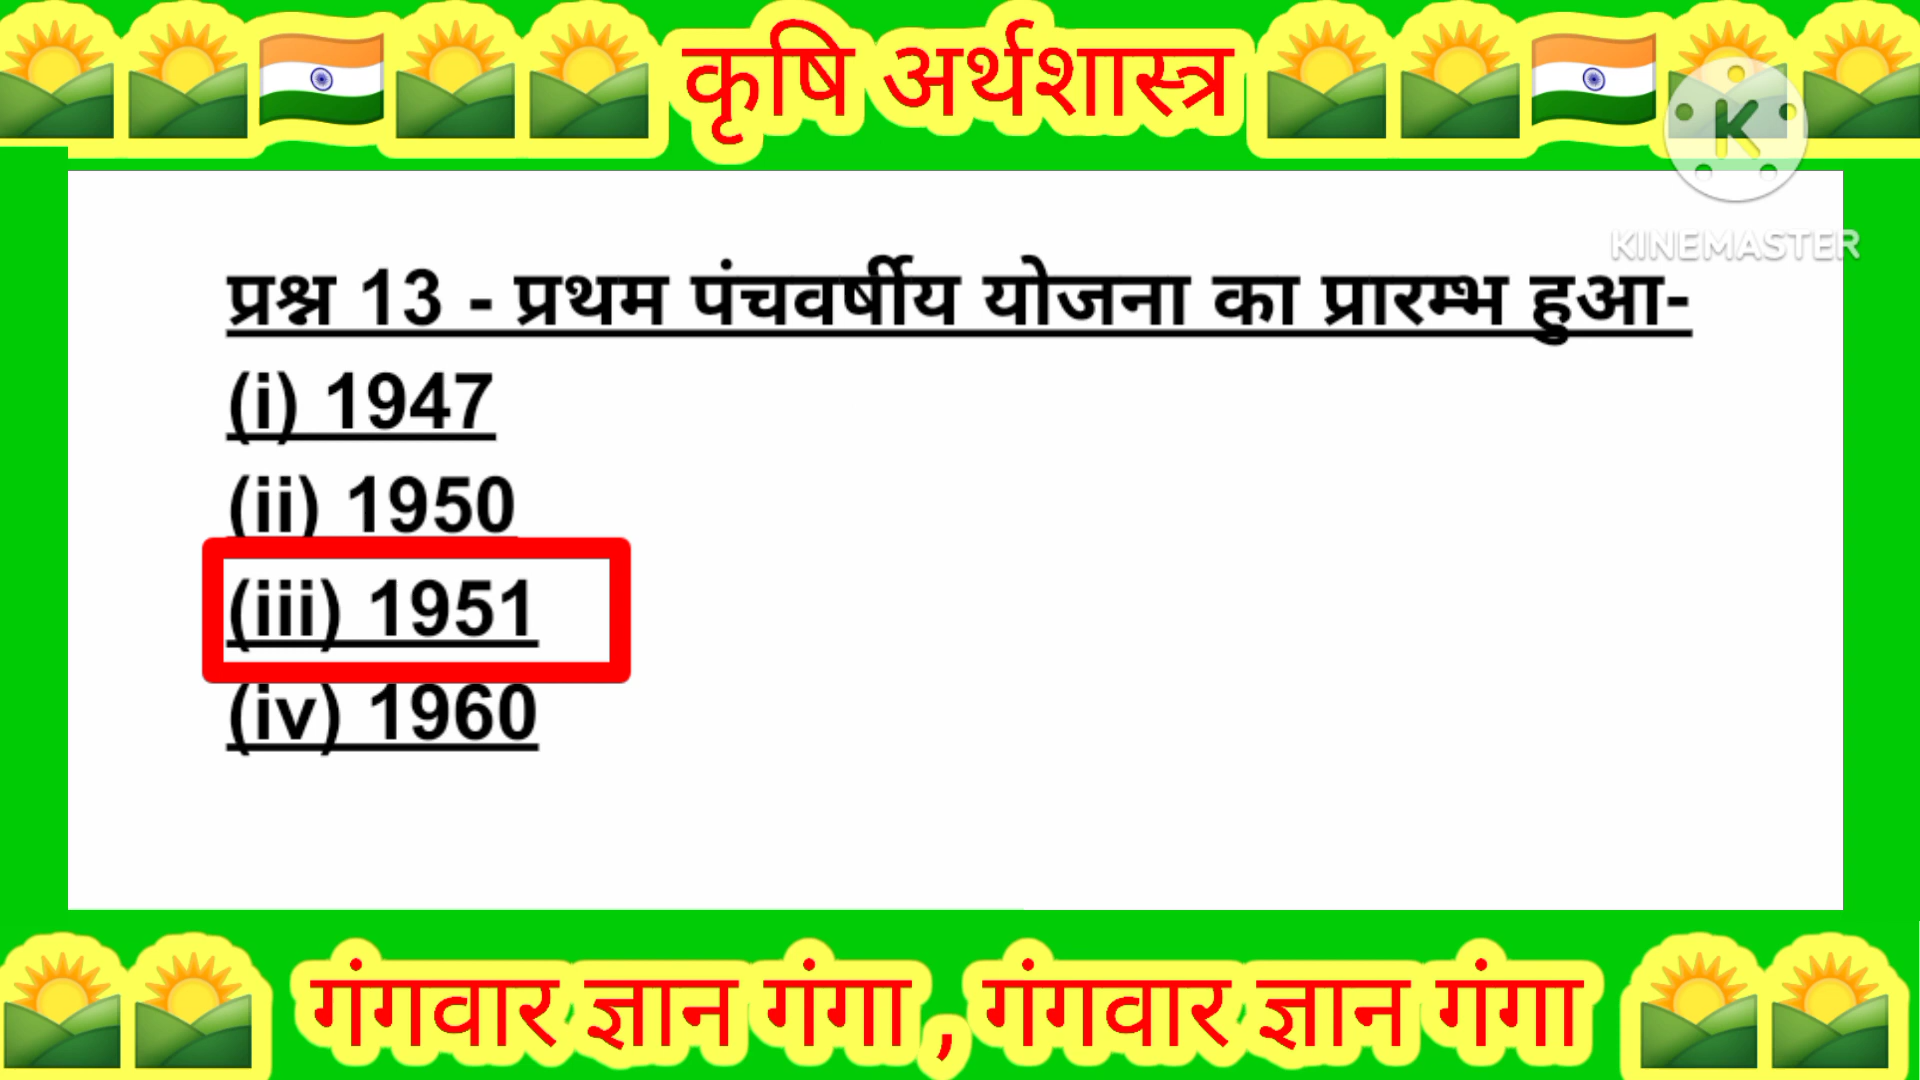 कृषि अर्थशास्त्र
K
KINEMASTER
प्रश्न 13 - प्रथम पंचवर्षीय योजना का प्रारम्भ हुआ-
(i) 1947
(ii) 1950
(iii) 1951
(iv) 1960
गंगवार ज्ञान गंगा , गंगवार ज्ञान गंगा